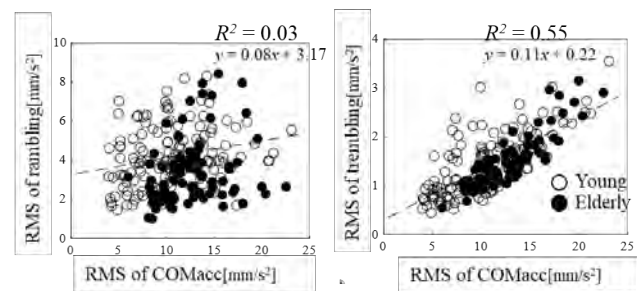 R² = 0.03
y = 0.08x + 3.17
RMS of rambling[mm/s²]
10
8
6
4
2
0
0 5 10 15 20 25
RMS of COMacc[mm/s²]
R² = 0.55
y = 0.11x + 0.22
RMS of trembling[mm/s²]
4
3
2
1
0
Young
Elderly
0 5 10 15 20 25
RMS of COMacc[mm/s²]